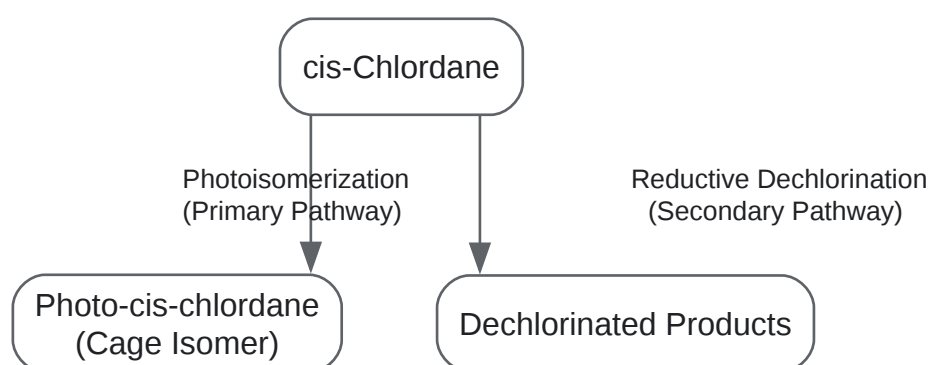 cis-Chlordane
Photoisomerization
(Primary Pathway)
Reductive Dechlorination
(Secondary Pathway)
Photo-cis-chlordane
(Cage Isomer)
Dechlorinated Products